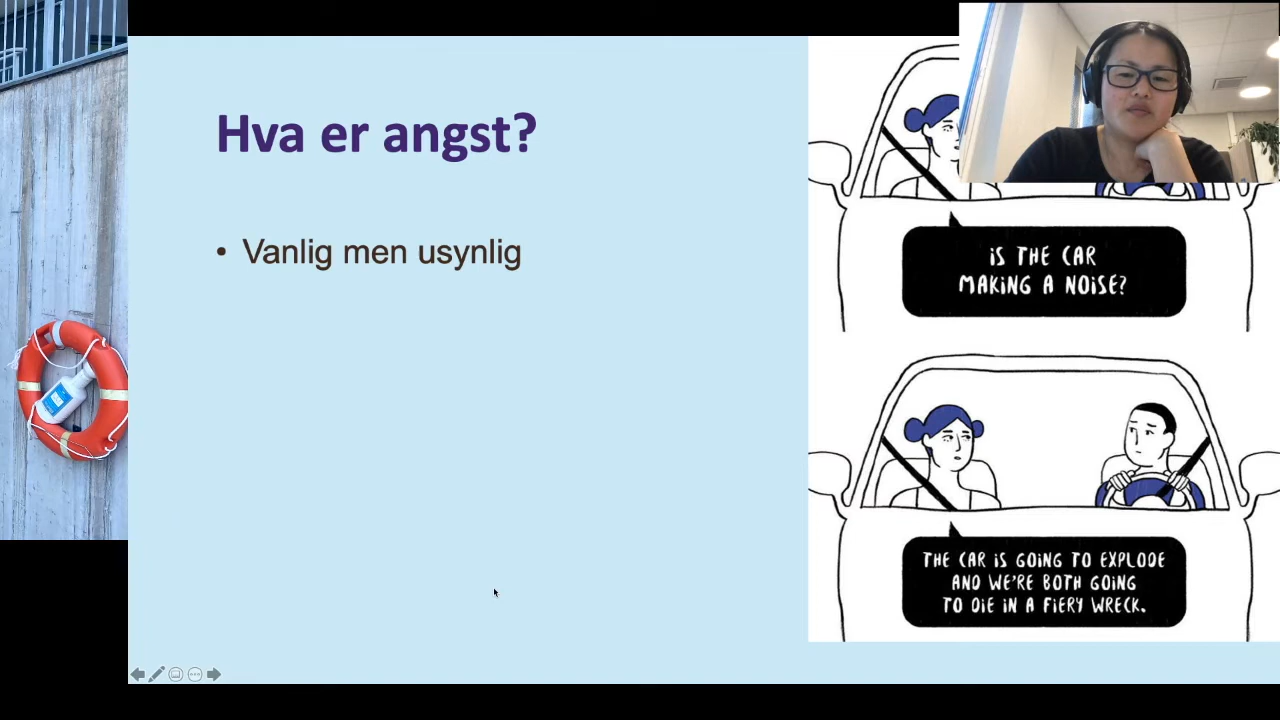 Hva er angst?
• Vanlig men usynlig
iS THE CAR
MAKiNG A NOiSE?
THE CAR iS GOiNG TO EXPLODE
AND WE'RE BOTH GOiNG
TO DiE iN A FiERY WRECK.